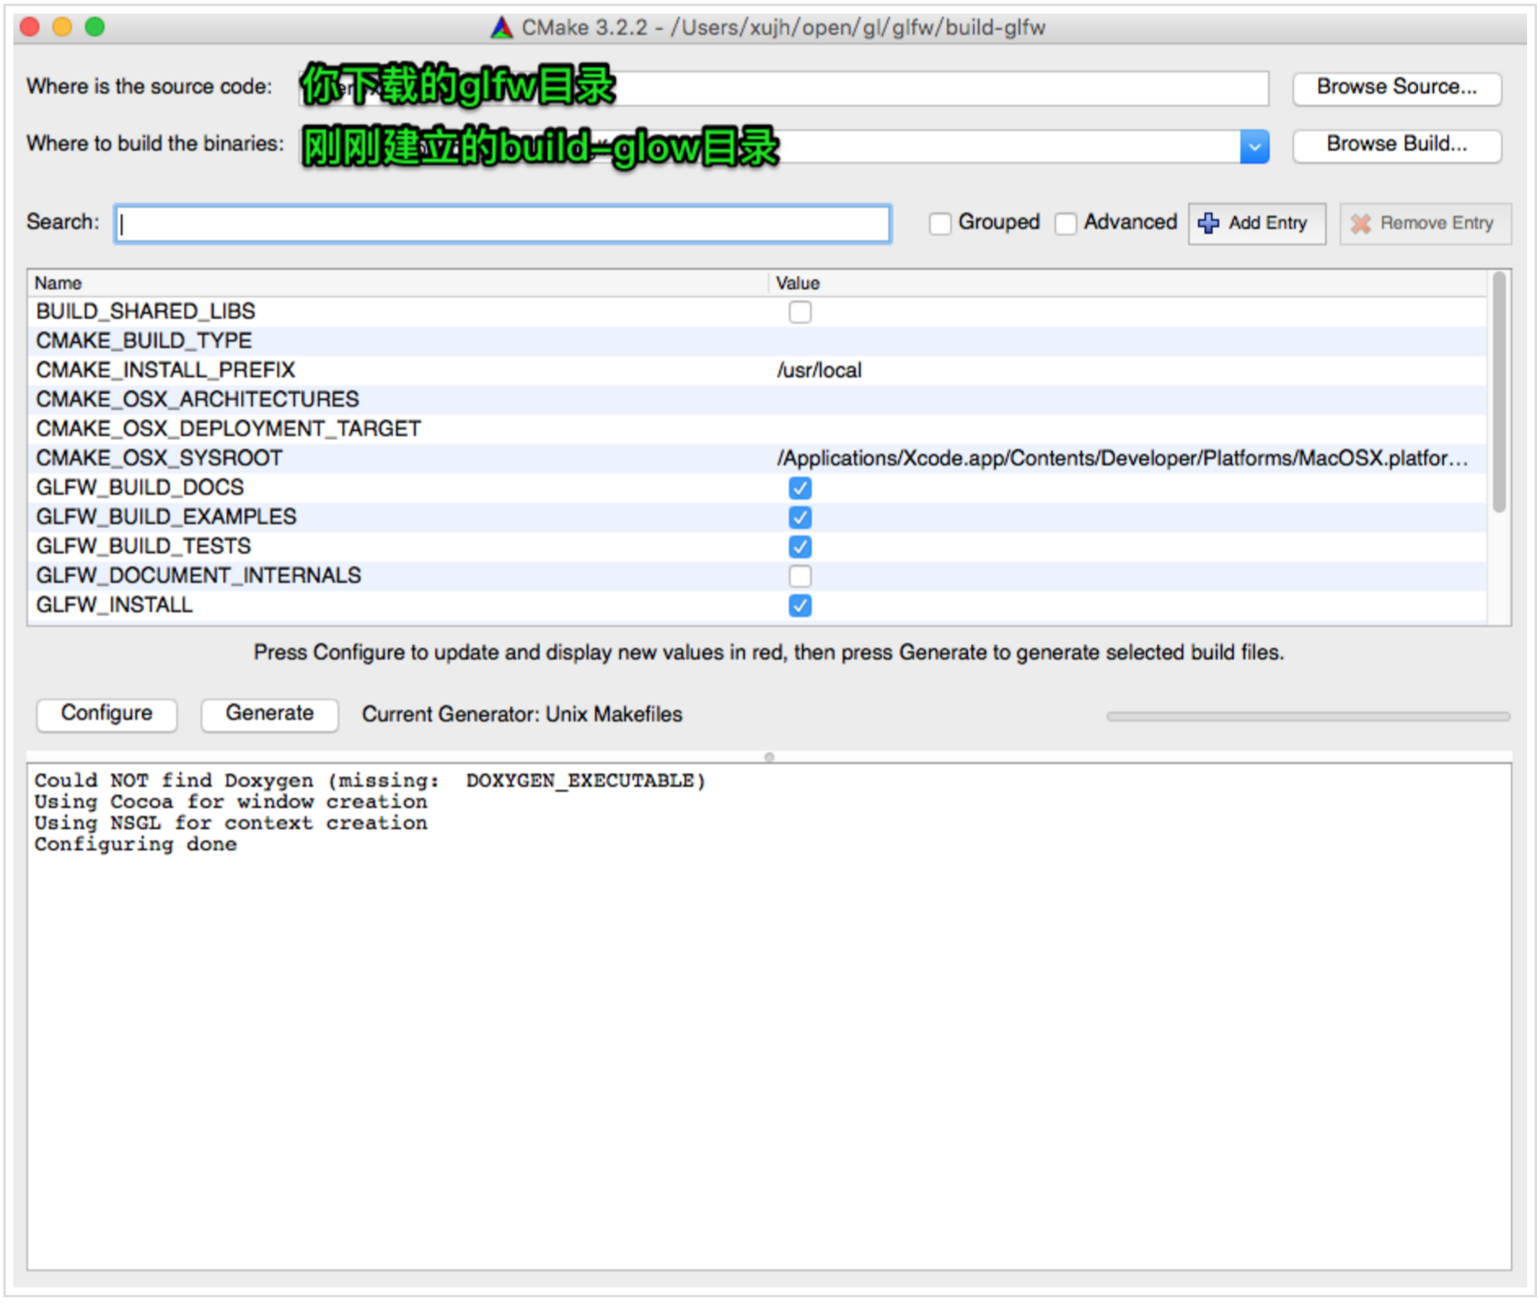 CMake 3.2.2 - /Users/xujh/open/gl/glfw/build-glfw
Where is the source code: 你下载的glfw目录 Browse Source...
Where to build the binaries: 刚刚建立的build-glow目录 Browse Build...
Search: Grouped Advanced Add Entry Remove Entry
Name Value
BUILD_SHARED_LIBS
CMAKE_BUILD_TYPE
CMAKE_INSTALL_PREFIX /usr/local
CMAKE_OSX_ARCHITECTURES
CMAKE_OSX_DEPLOYMENT_TARGET
CMAKE_OSX_SYSROOT /Applications/Xcode.app/Contents/Developer/Platforms/MacOSX.platfor...
GLFW_BUILD_DOCS
GLFW_BUILD_EXAMPLES
GLFW_BUILD_TESTS
GLFW_DOCUMENT_INTERNALS
GLFW_INSTALL
Press Configure to update and display new values in red, then press Generate to generate selected build files.
Configure Generate Current Generator: Unix Makefiles
Could NOT find Doxygen (missing:  DOXYGEN_EXECUTABLE)
Using Cocoa for window creation
Using NSGL for context creation
Configuring done